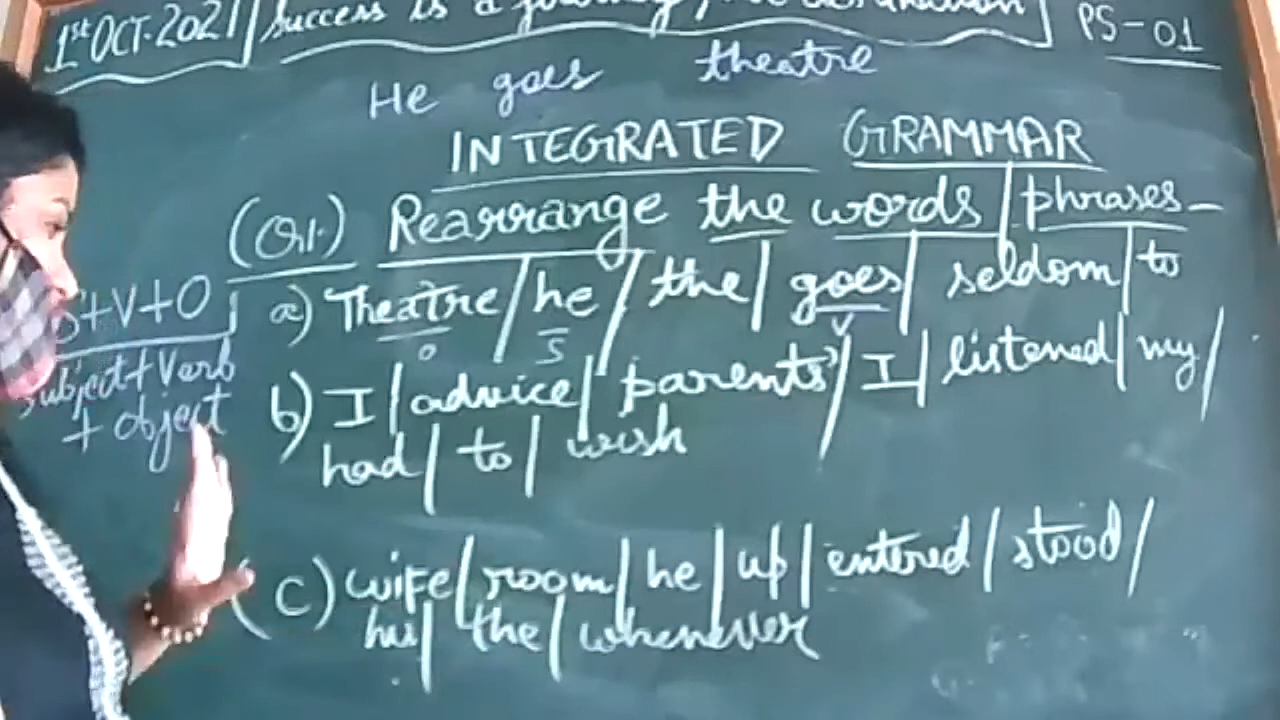 1st OCT. 2021 Success is a journey,
PS-01
He goes theatre
INTEGRATED GRAMMAR
(Q1.) Rearrange the words / phrases -
S+V+O
Subject + Verb
+ object
a) Theatre / he / the / goes / seldom / to
O S V
b) I / advice / parents' / I / listened / my /
had / to / wish
(c) wife / room / he / up / entered / stood /
his / the / whenever